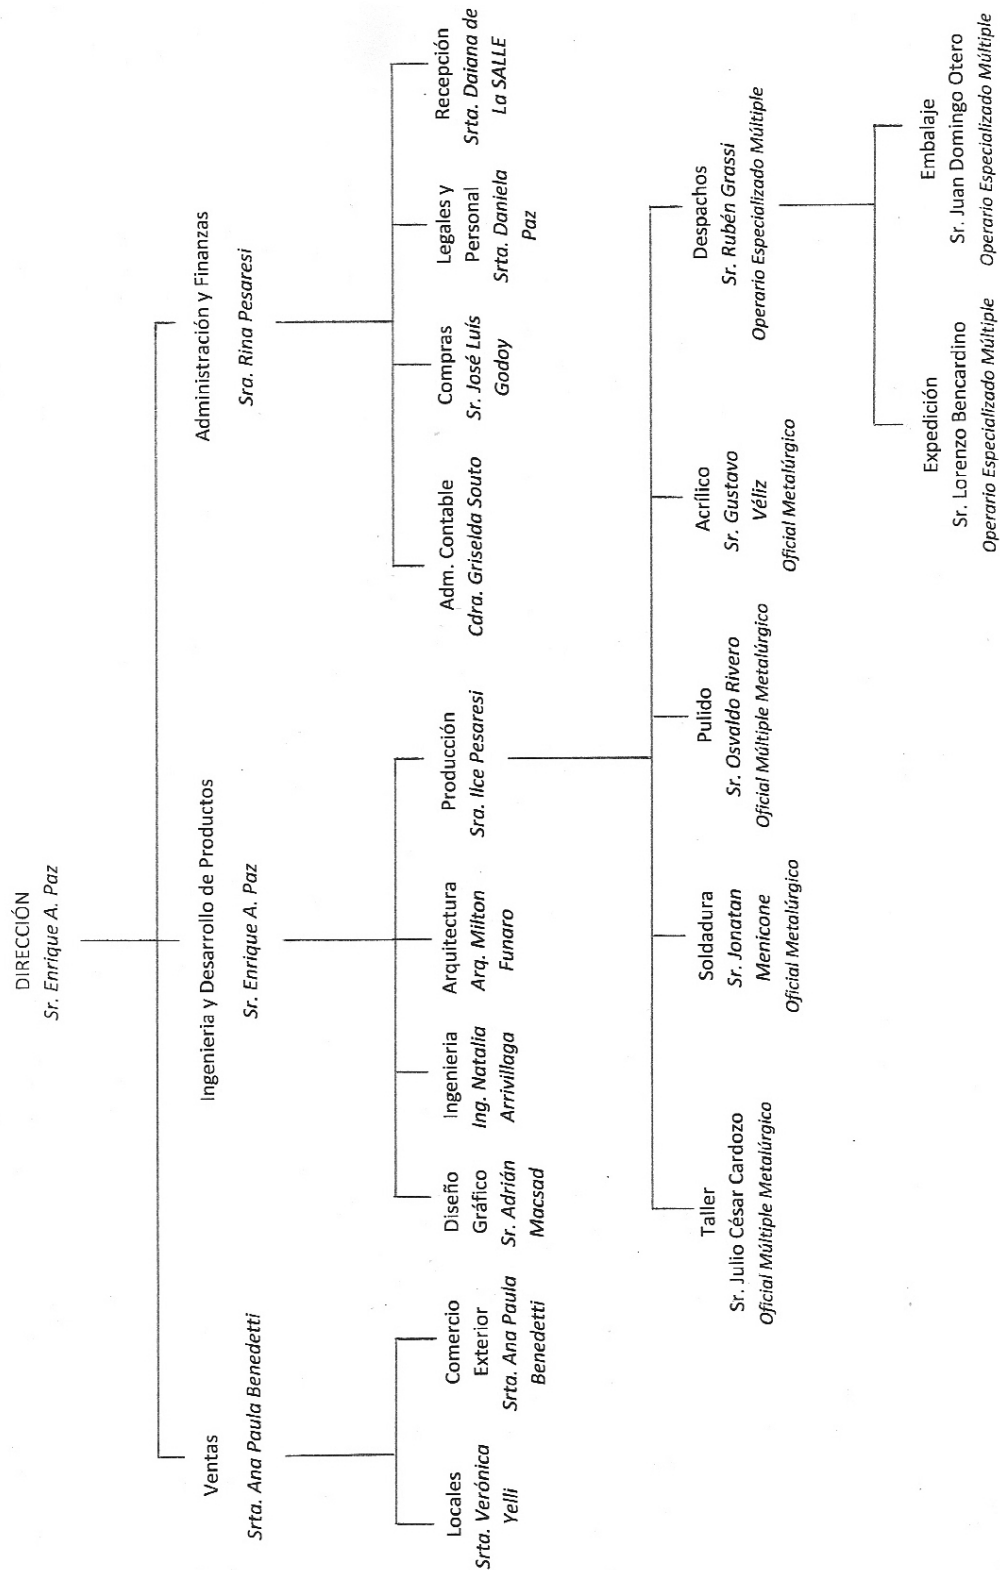 DIRECCIÓN
Sr. Enrique A. Paz
Ventas
Srta. Ana Paula Benedetti
Ingenieria y Desarrollo de Productos
Sr. Enrique A. Paz
Administración y Finanzas
Sra. Rina Pesaresi
Locales
Srta. Verónica
Yelli
Comercio
Exterior
Srta. Ana Paula
Benedetti
Diseño
Gráfico
Sr. Adrián
Macsad
Ingenieria
Ing. Natalia
Arrivillaga
Arquitectura
Arq. Milton
Funaro
Producción
Sra. Ilce Pesaresi
Adm. Contable
Cdra. Griselda Souto
Compras
Sr. José Luís
Godoy
Legales y
Personal
Srta. Daniela
Paz
Recepción
Srta. Daiana de
La SALLE
Taller
Sr. Julio César Cardozo
Oficial Múltiple Metalúrgico
Soldadura
Sr. Jonatan
Menicone
Oficial Metalúrgico
Pulido
Sr. Osvaldo Rivero
Oficial Múltiple Metalúrgico
Acrílico
Sr. Gustavo
Véliz
Oficial Metalúrgico
Despachos
Sr. Rubén Grassi
Operario Especializado Múltiple
Expedición
Sr. Lorenzo Bencardino
Operario Especializado Múltiple
Embalaje
Sr. Juan Domingo Otero
Operario Especializado Múltiple